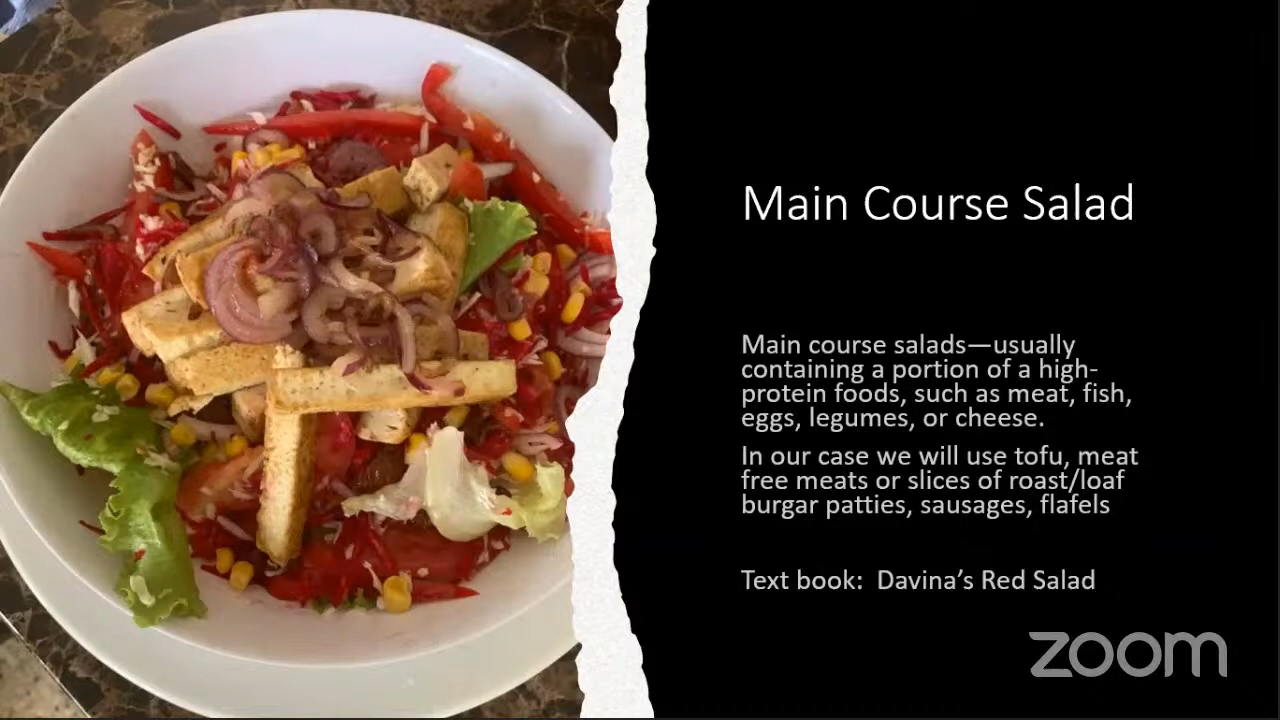 Main Course Salad
Main course salads—usually
containing a portion of a high-
protein foods, such as meat, fish,
eggs, legumes, or cheese.
In our case we will use tofu, meat
free meats or slices of roast/loaf
burgar patties, sausages, flafels
Text book:  Davina’s Red Salad
zoom